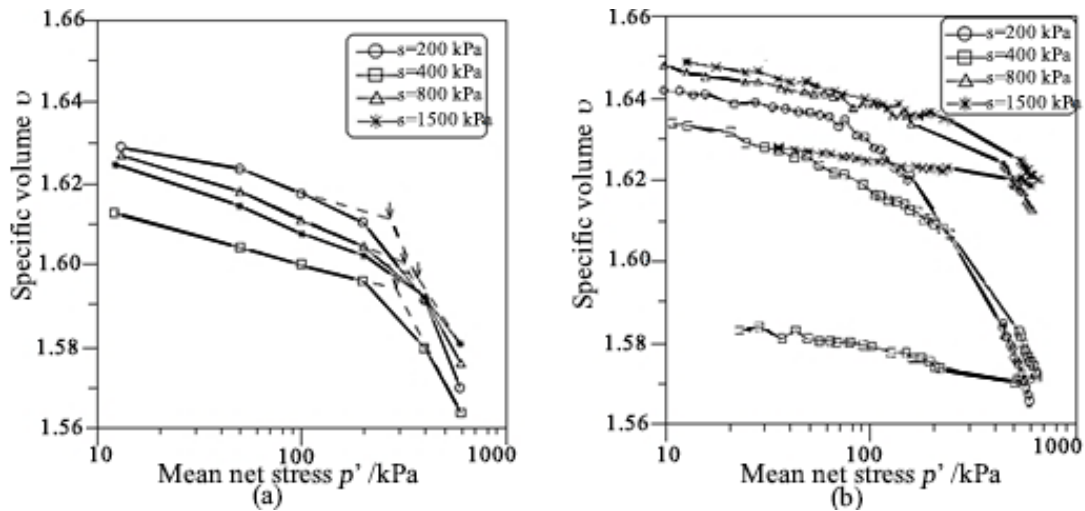 1.66
1.64
1.62
1.60
1.58
1.56
Specific volume υ
s=200 kPa
s=400 kPa
s=800 kPa
s=1500 kPa
10
100
1000
Mean net stress p' /kPa
(a)
1.66
1.64
1.62
1.60
1.58
1.56
Specific volume υ
s=200 kPa
s=400 kPa
s=800 kPa
s=1500 kPa
10
100
1000
Mean net stress p' /kPa
(b)